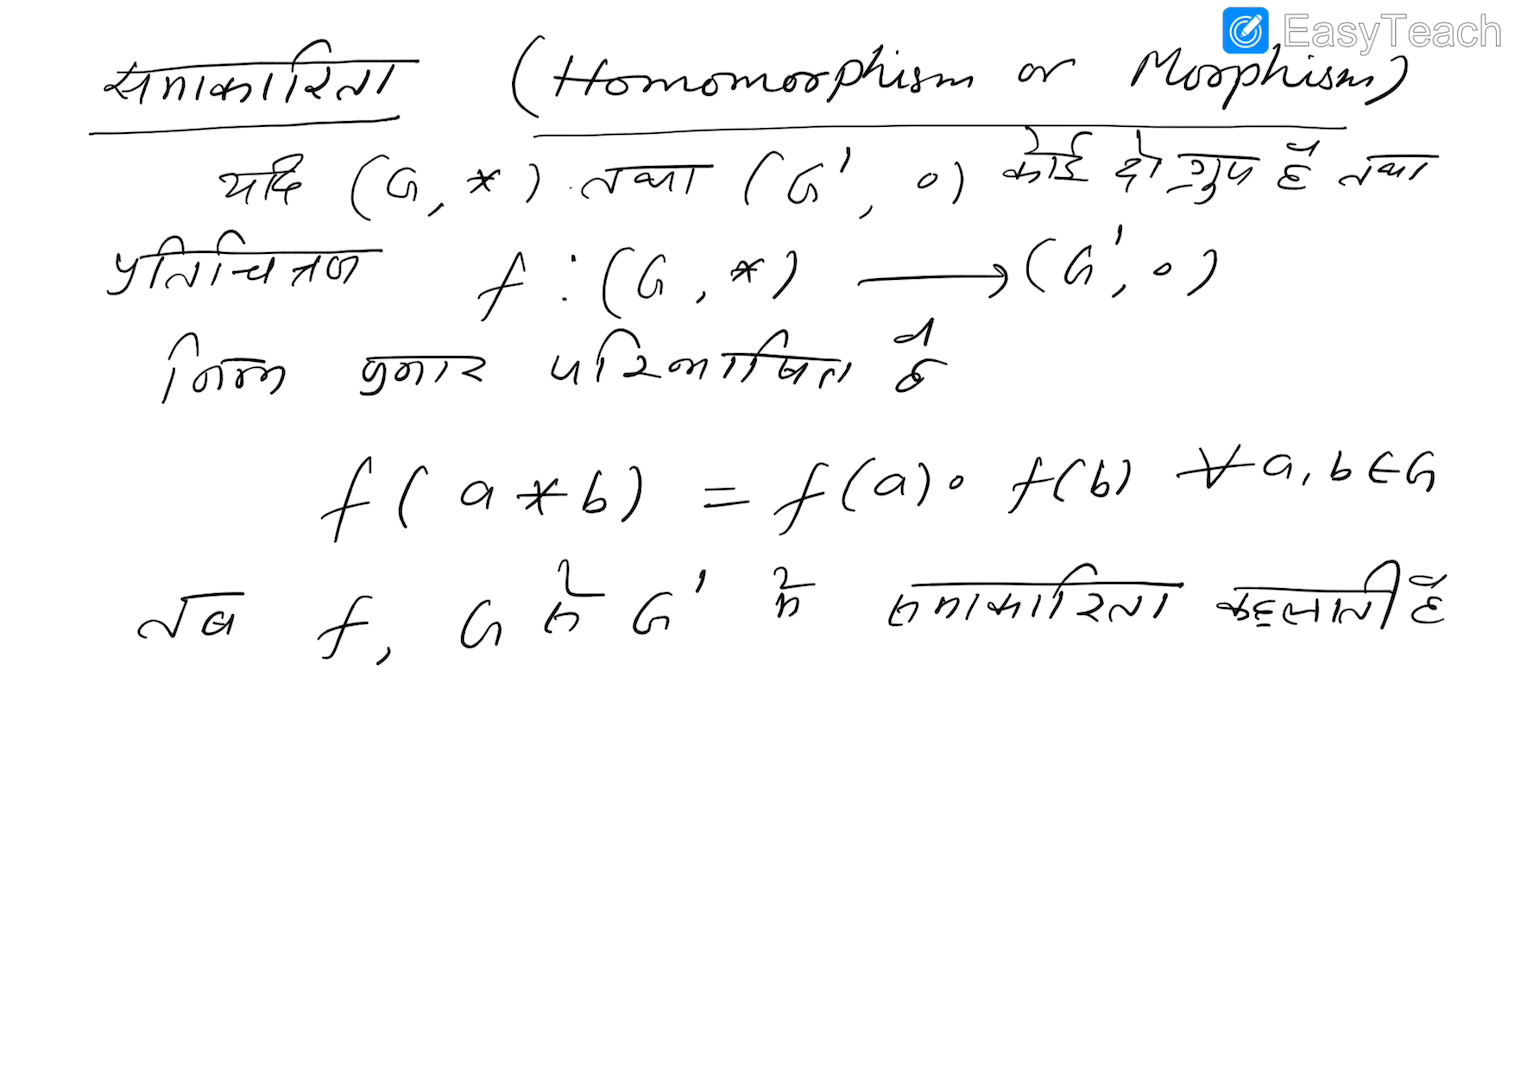 EasyTeach
समाकारिता (Homomorphism or Morphism)
यदि (G, *) तथा (G', o) कोई दो ग्रुप हैं तथा
प्रतिचित्रण f : (G, *) ⟶ (G', o)
निम्न प्रकार परिभाषित है
f( a * b) = f(a) o f(b) ∀ a, b ∈ G
तब f, G से G' में समाकारिता कहलाती है